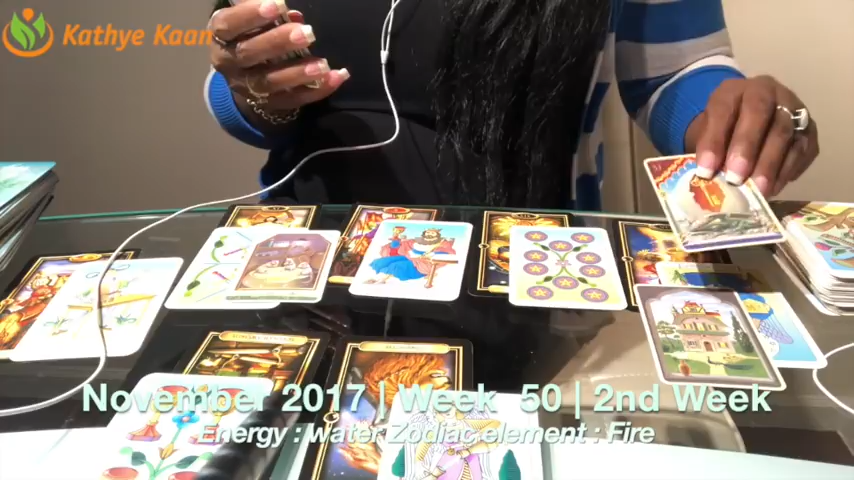 Kathye Kaan
November 2017 | Week 50 | 2nd Week
Energy : water Zodiac element : Fire